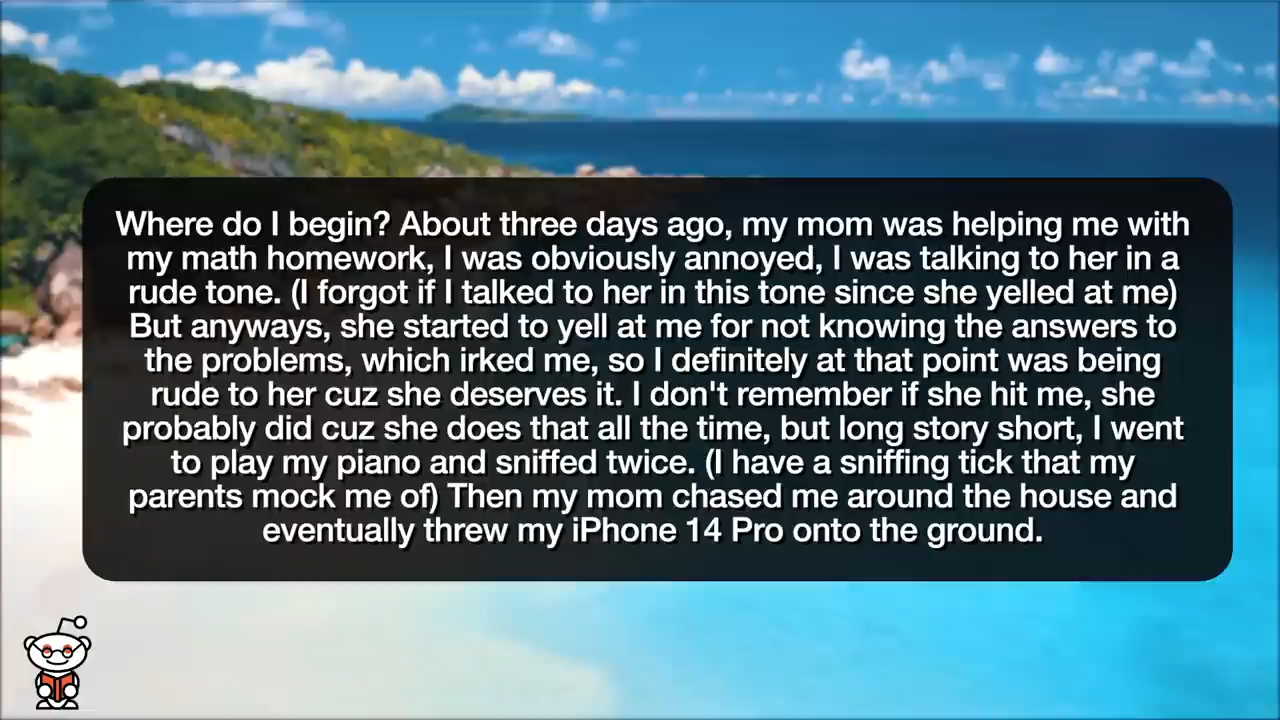 Where do I begin? About three days ago, my mom was helping me with
my math homework, I was obviously annoyed, I was talking to her in a
rude tone. (I forgot if I talked to her in this tone since she yelled at me)
But anyways, she started to yell at me for not knowing the answers to
the problems, which irked me, so I definitely at that point was being
rude to her cuz she deserves it. I don't remember if she hit me, she
probably did cuz she does that all the time, but long story short, I went
to play my piano and sniffed twice. (I have a sniffing tick that my
parents mock me of) Then my mom chased me around the house and
eventually threw my iPhone 14 Pro onto the ground.